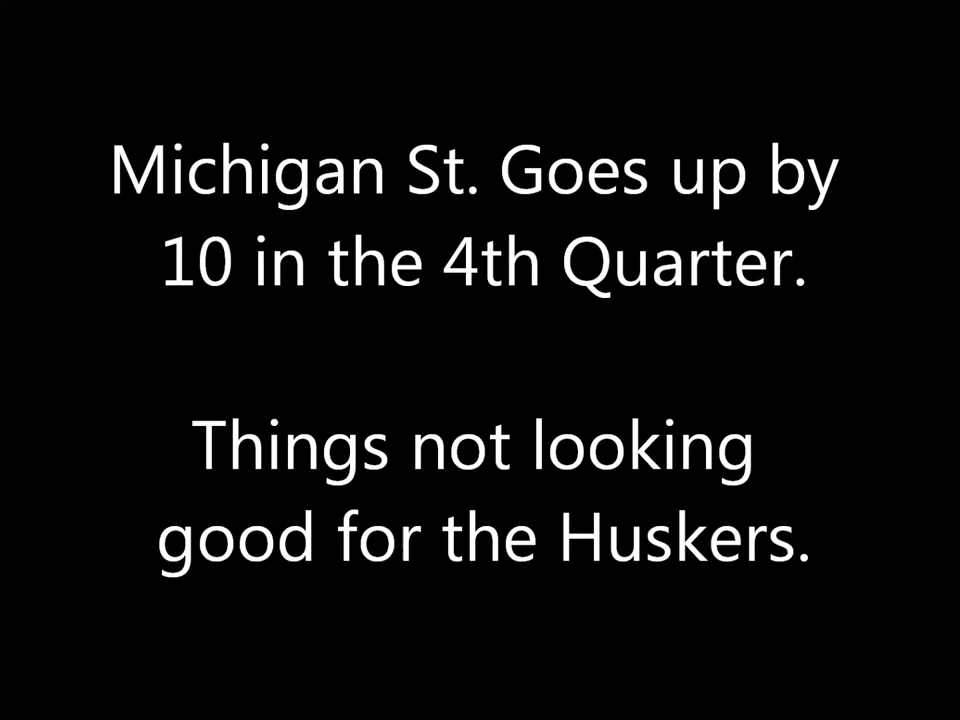 Michigan St. Goes up by
10 in the 4th Quarter.
Things not looking
good for the Huskers.